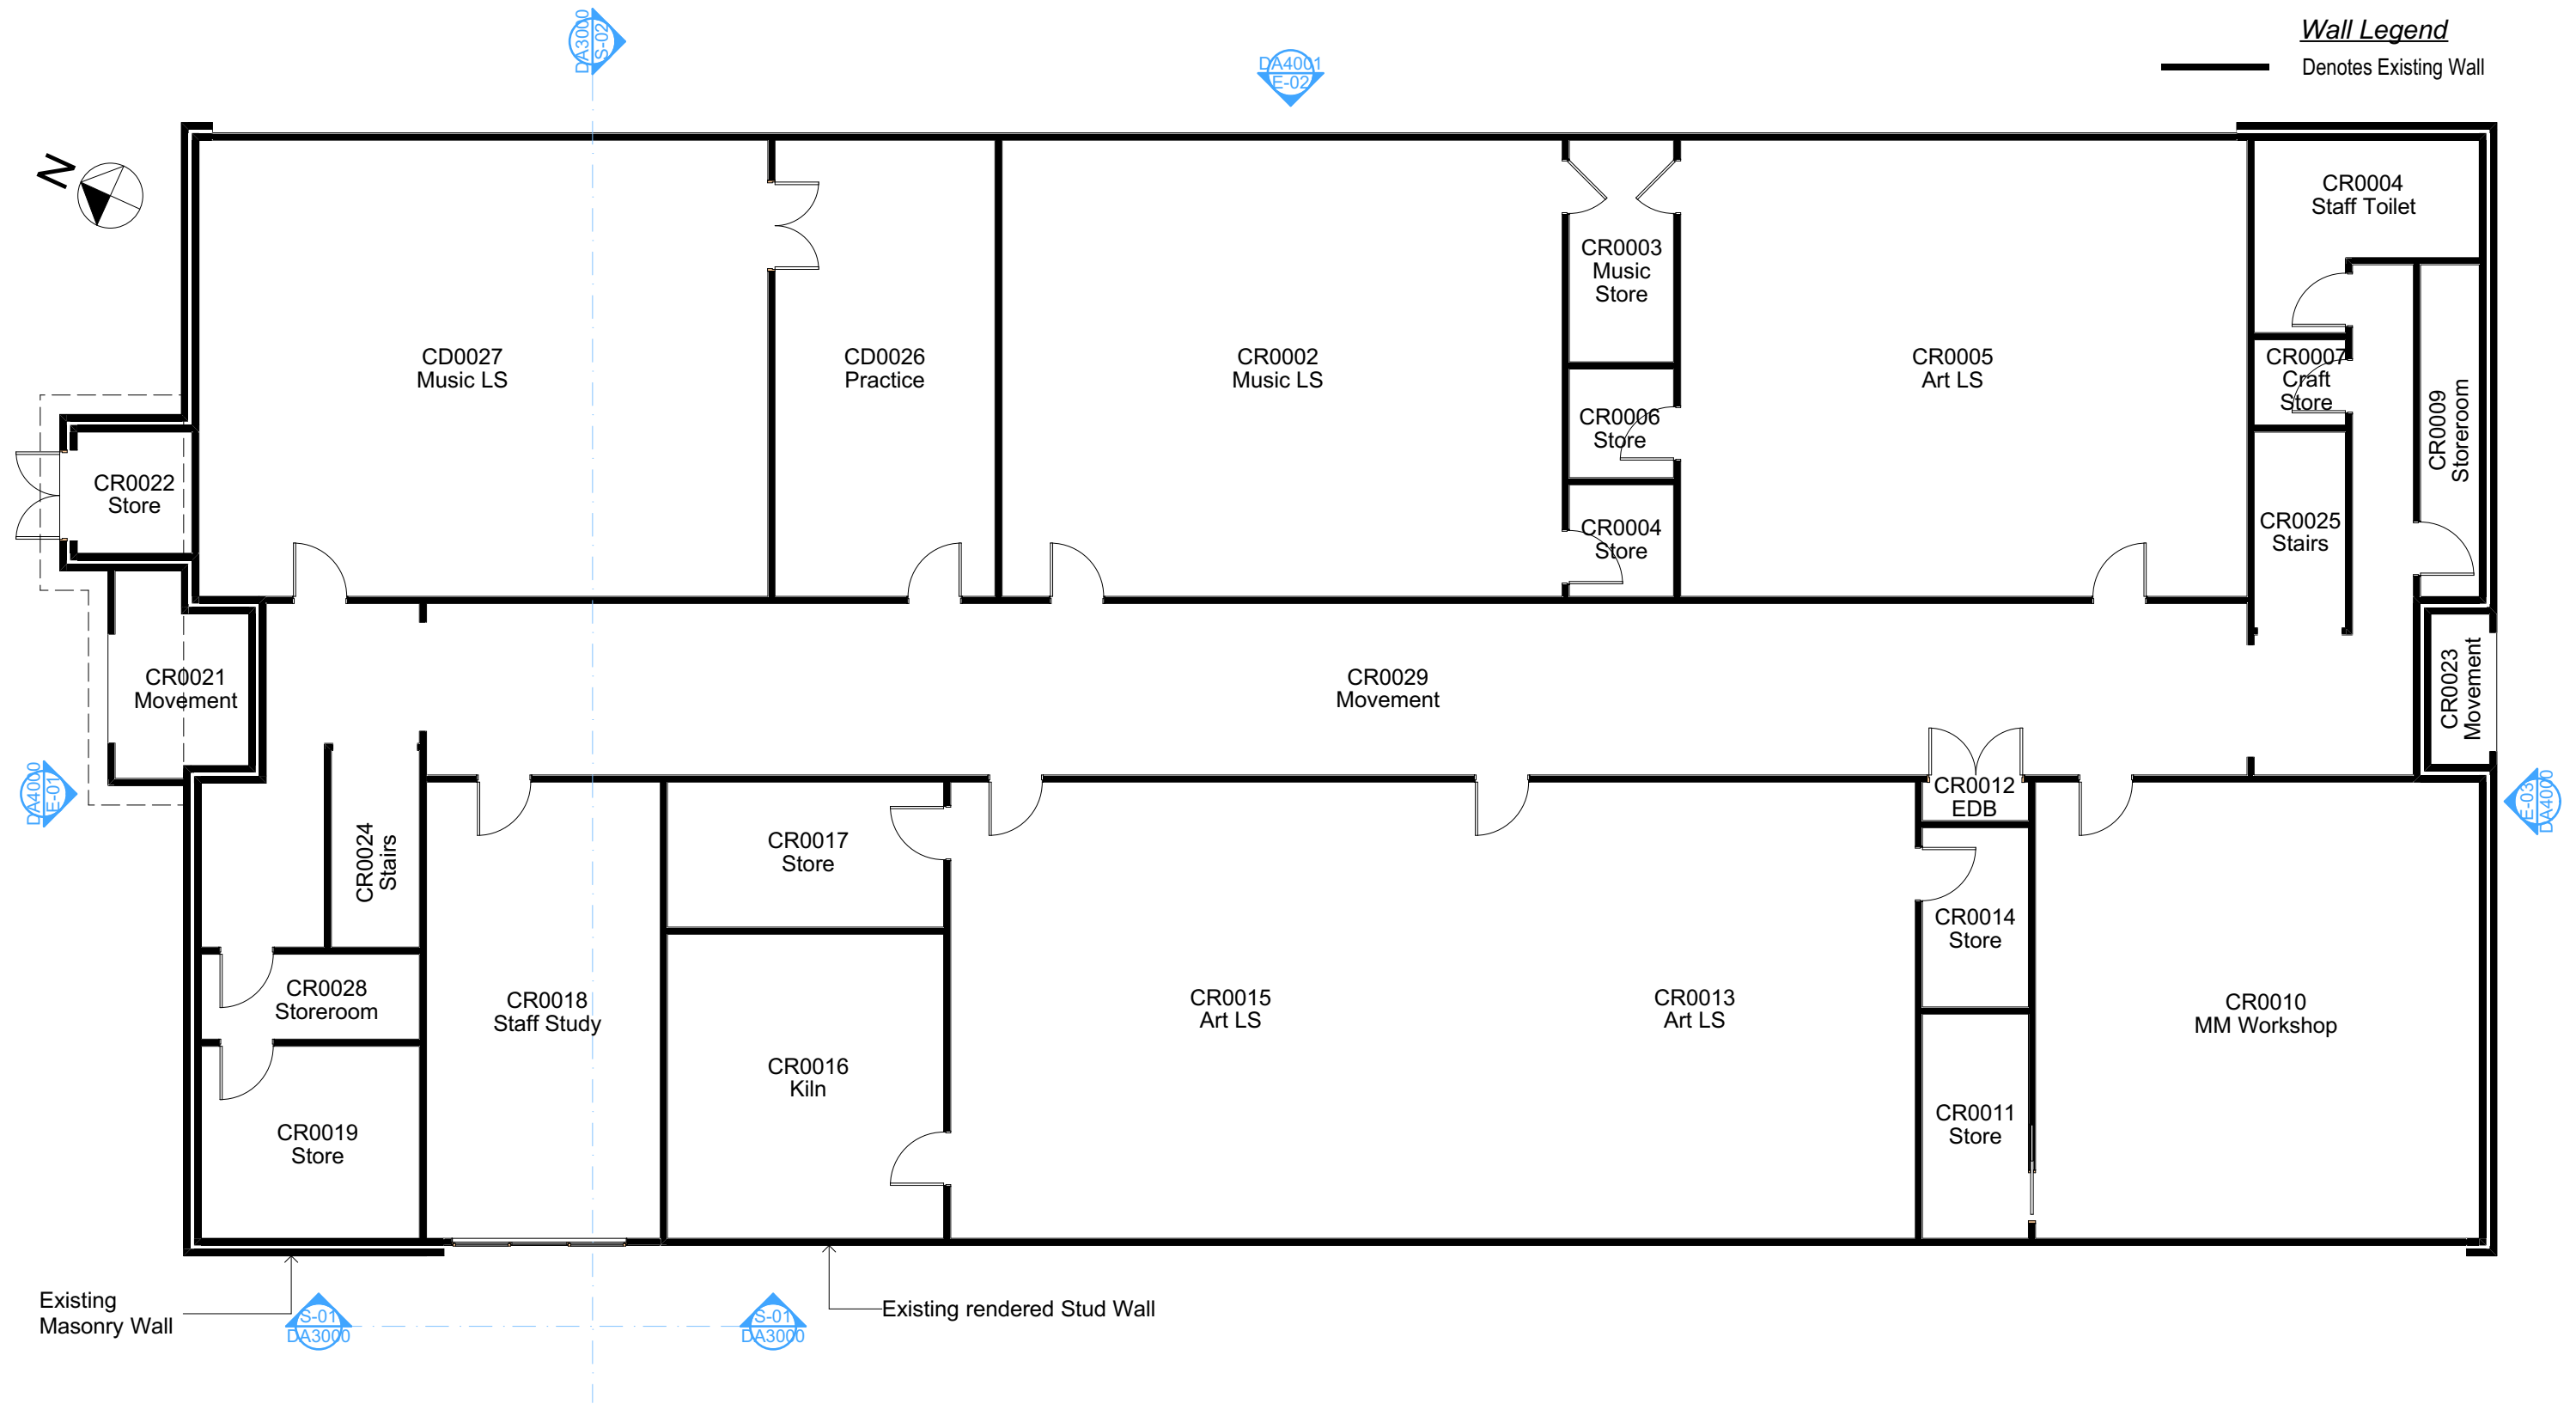 Wall Legend
Denotes Existing Wall
DA3000
S-02
DA4001
E-02
N
CR0004
Staff Toilet
CR0003
Music
Store
CD0027
Music LS
CD0026
Practice
CR0002
Music LS
CR0005
Art LS
CR0007
Craft
Store
CR0009
Storeroom
CR0006
Store
CR0022
Store
CR0004
Store
CR0025
Stairs
CR0021
Movement
CR0029
Movement
CR0023
Movement
DA4000
E-01
CR0012
EDB
E-03
DA4000
CR0024
Stairs
CR0017
Store
CR0014
Store
CR0028
Storeroom
CR0018
Staff Study
CR0015
Art LS
CR0013
Art LS
CR0010
MM Workshop
CR0016
Kiln
CR0019
Store
CR0011
Store
Existing
Masonry Wall
S-01
DA3000
S-01
DA3000
Existing rendered Stud Wall